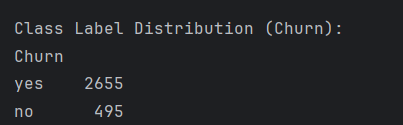 Class Label Distribution (Churn):
Churn
yes    2655
no      495